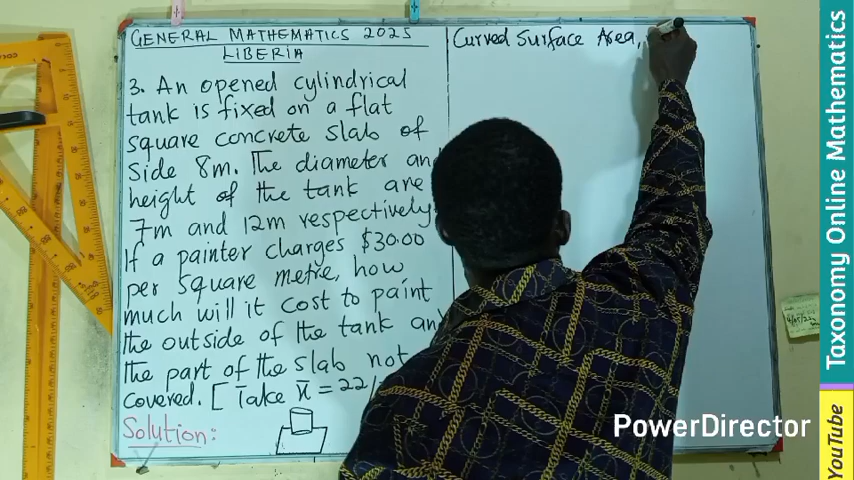 GENERAL MATHEMATICS 2025
LIBERIA
3. An opened cylindrical
tank is fixed on a flat
square concrete slab of
side 8m. The diameter an
height of the tank are
7m and 12m respectively
If a painter charges $30.00
per square metre, how
much will it cost to paint
the outside of the tank an
the part of the slab not
covered. [Take π = 22/
Solution:
Curved Surface Area,
PowerDirector
Taxonomy Online Mathematics
YouTube